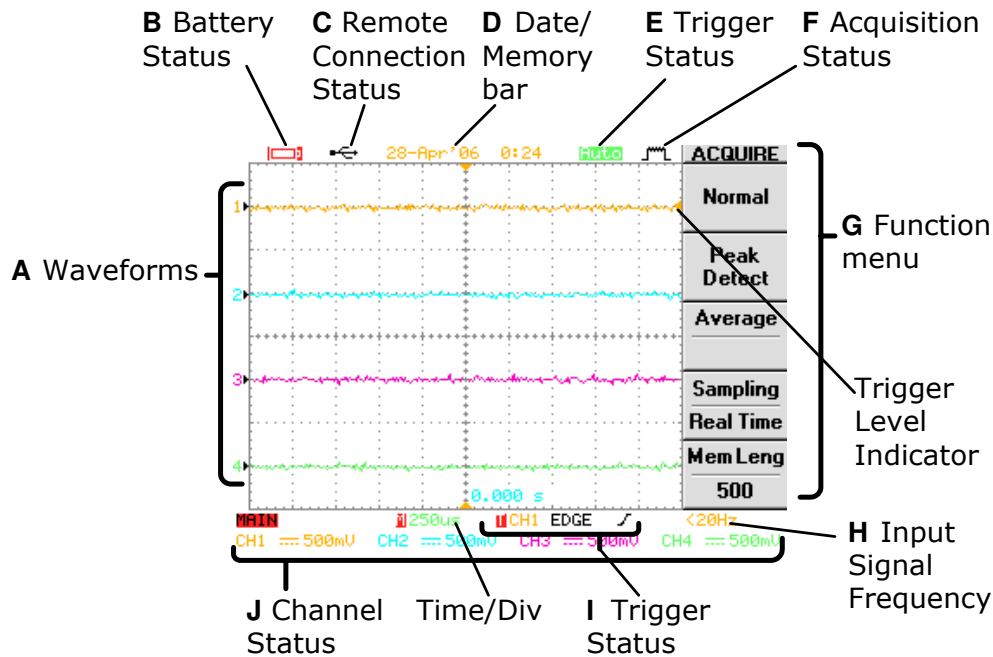 B Battery Status
C Remote Connection Status
D Date/ Memory bar
E Trigger Status
F Acquisition Status
28-Apr'06 0:24
Auto
ACQUIRE
Normal
Peak Detect
Average
Sampling
Real Time
Mem Leng
500
G Function menu
A Waveforms
1
2
3
4
Trigger Level Indicator
0.000 s
MAIN
M 250us
T CH1 EDGE
<20Hz
CH1 500mV
CH2 500mV
CH3 500mV
CH4 500mV
H Input Signal Frequency
J Channel Status
Time/Div
I Trigger Status